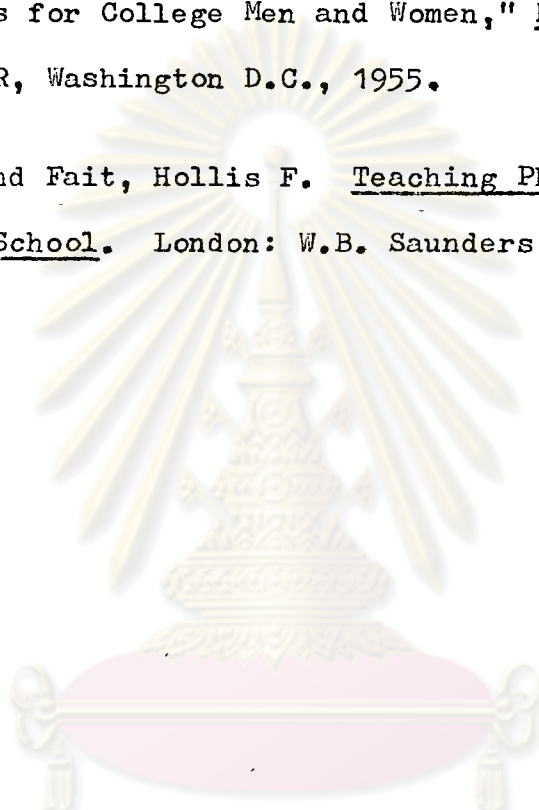 s for College Men and Women,"
R, Washington D.C., 1955.
nd Fait, Hollis F. Teaching P
School. London: W.B. Saunders